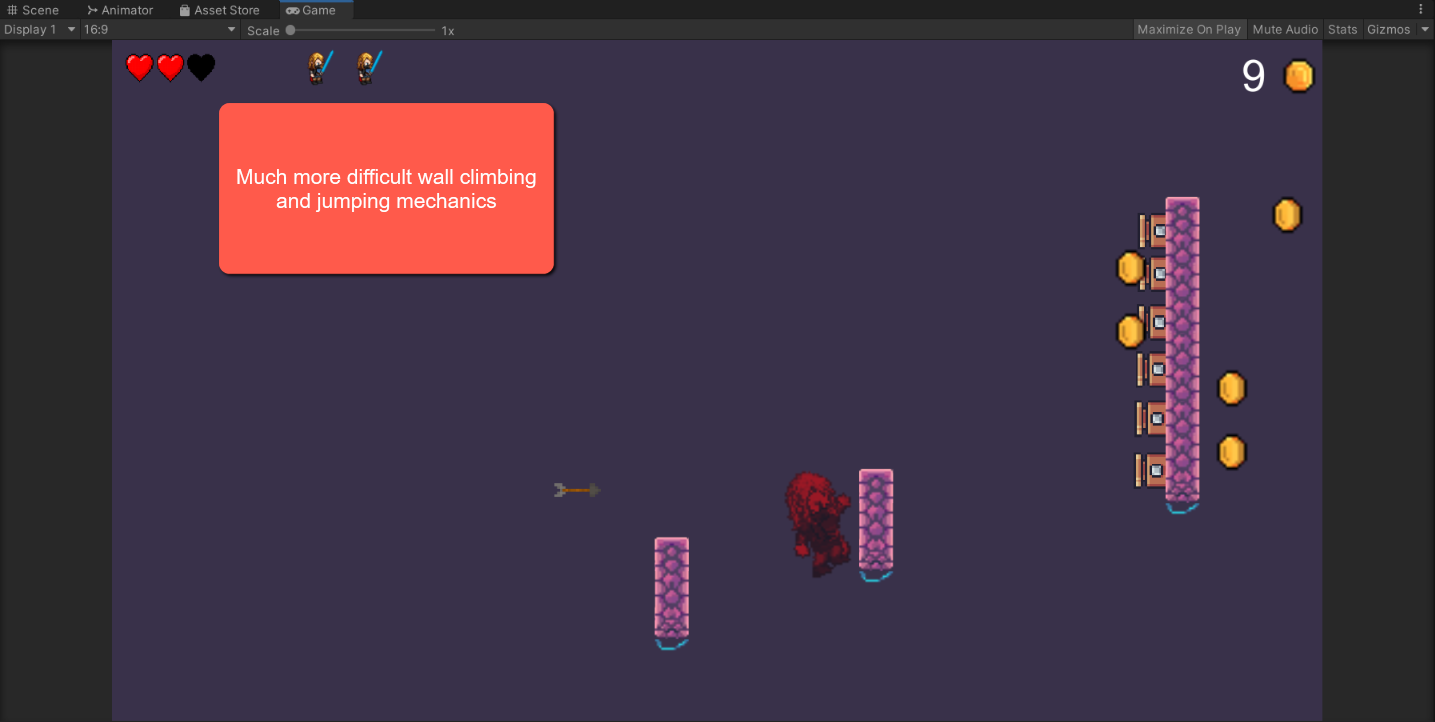 Scene Animator Asset Store Game
Display 1 16:9 Scale 1x Maximize On Play Mute Audio Stats Gizmos
9
Much more difficult wall climbing
and jumping mechanics